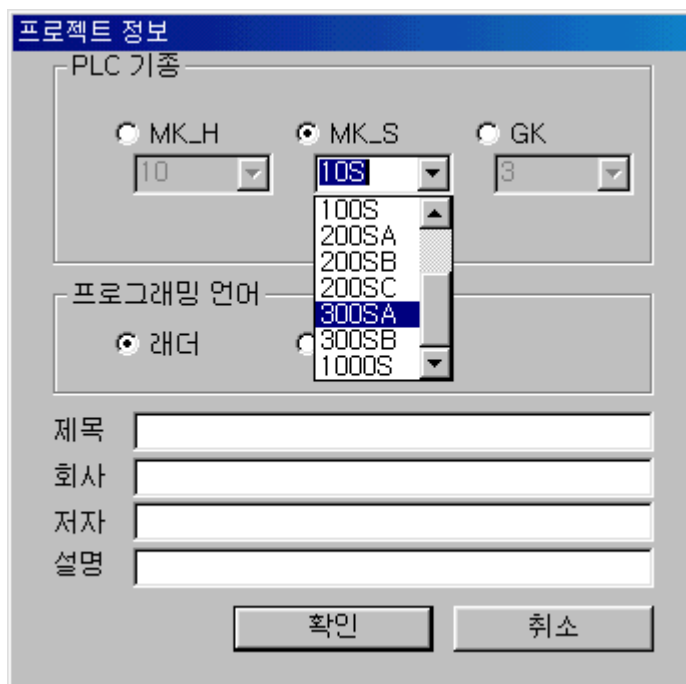 프로젝트 정보
PLC 기종
MK_H MK_S GK
10 10S 3
100S
200SA
200SB
200SC
300SA
300SB
1000S
프로그래밍 언어
래더
제목
회사
저자
설명
확인 취소